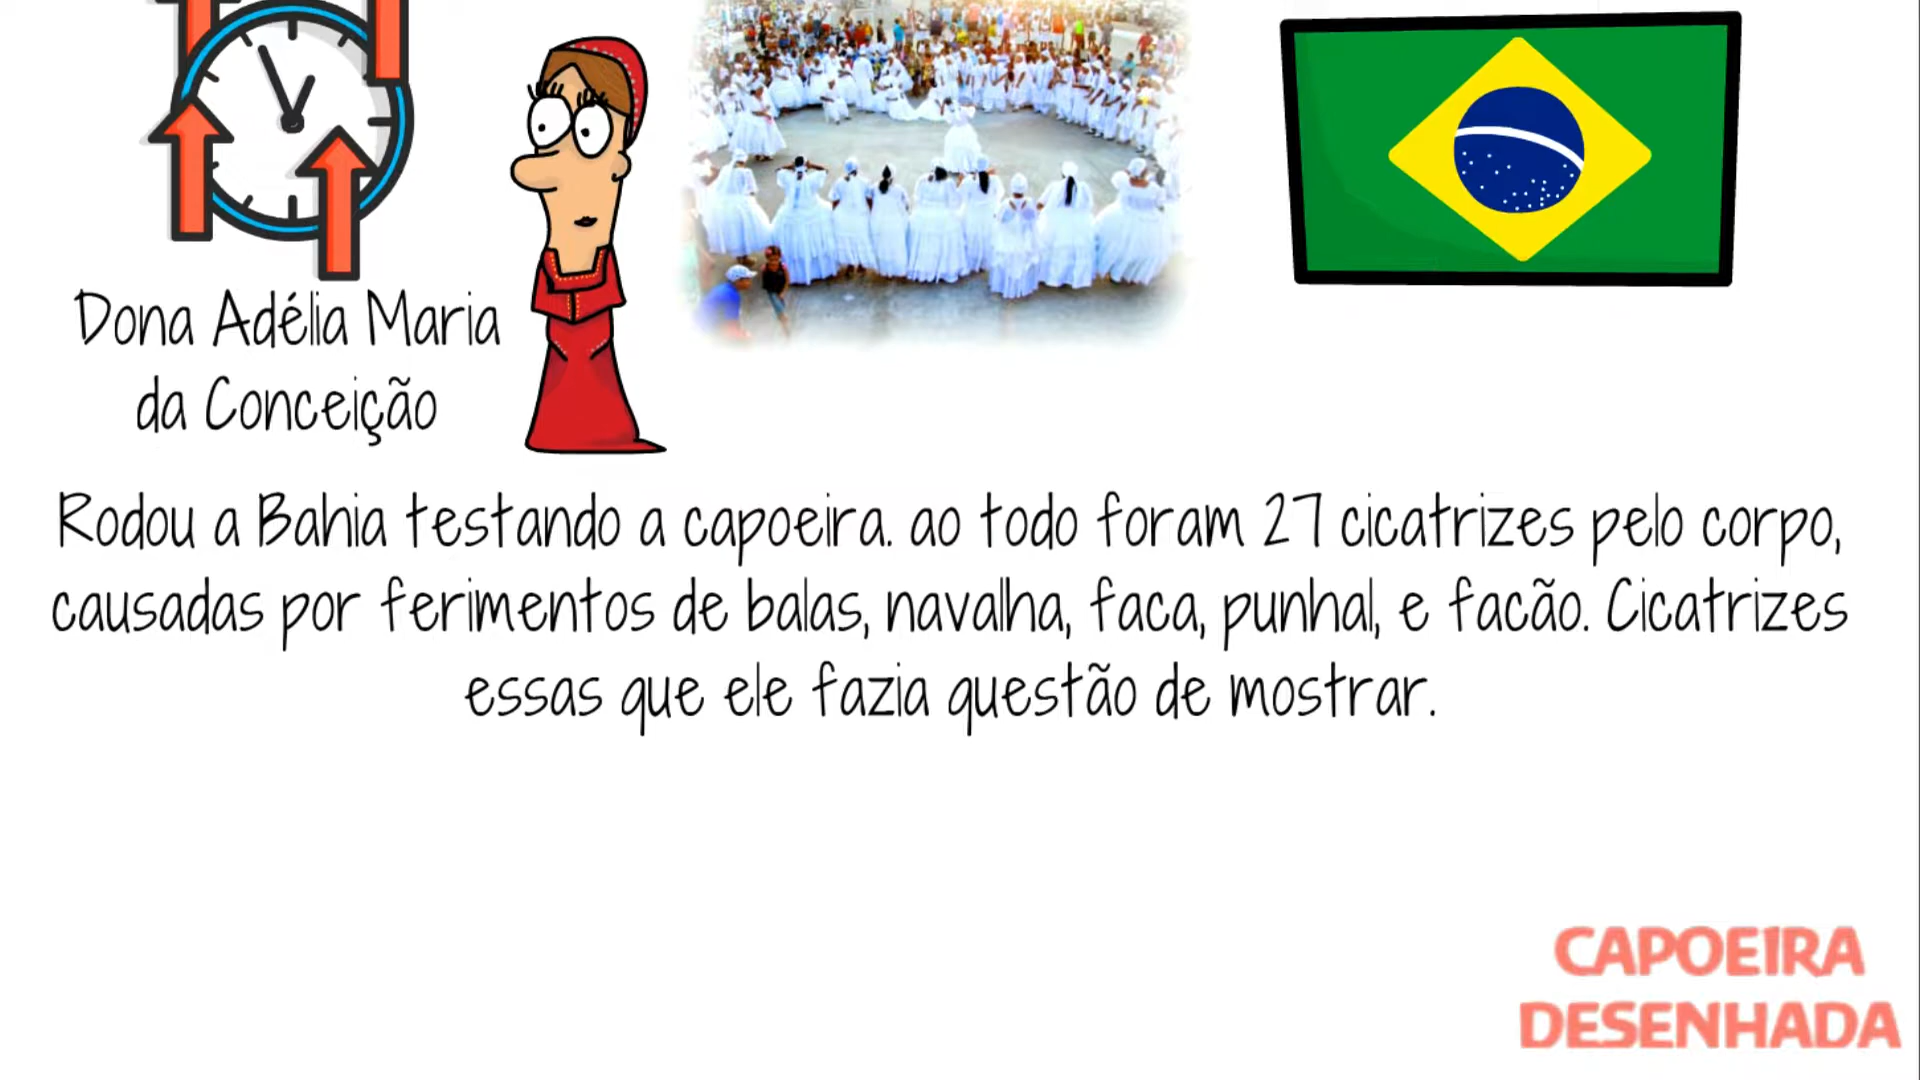 Dona Adélia Maria
da Conceição
Rodou a Bahia testando a capoeira. ao todo foram 27 cicatrizes pelo corpo,
causadas por ferimentos de balas, navalha, faca, punhal, e facão. Cicatrizes
essas que ele fazia questão de mostrar.
CAPOEIRA
DESENHADA